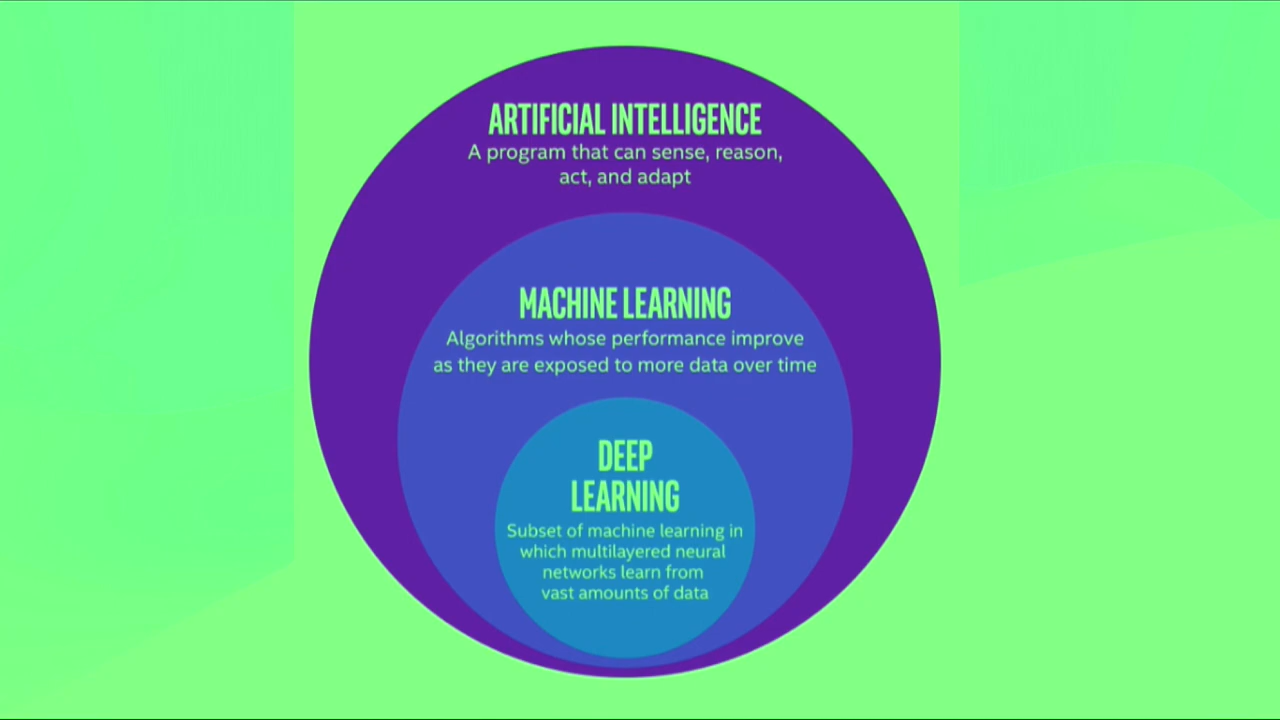 ARTIFICIAL INTELLIGENCE
A program that can sense, reason,
act, and adapt
MACHINE LEARNING
Algorithms whose performance improve
as they are exposed to more data over time
DEEP
LEARNING
Subset of machine learning in
which multilayered neural
networks learn from
vast amounts of data